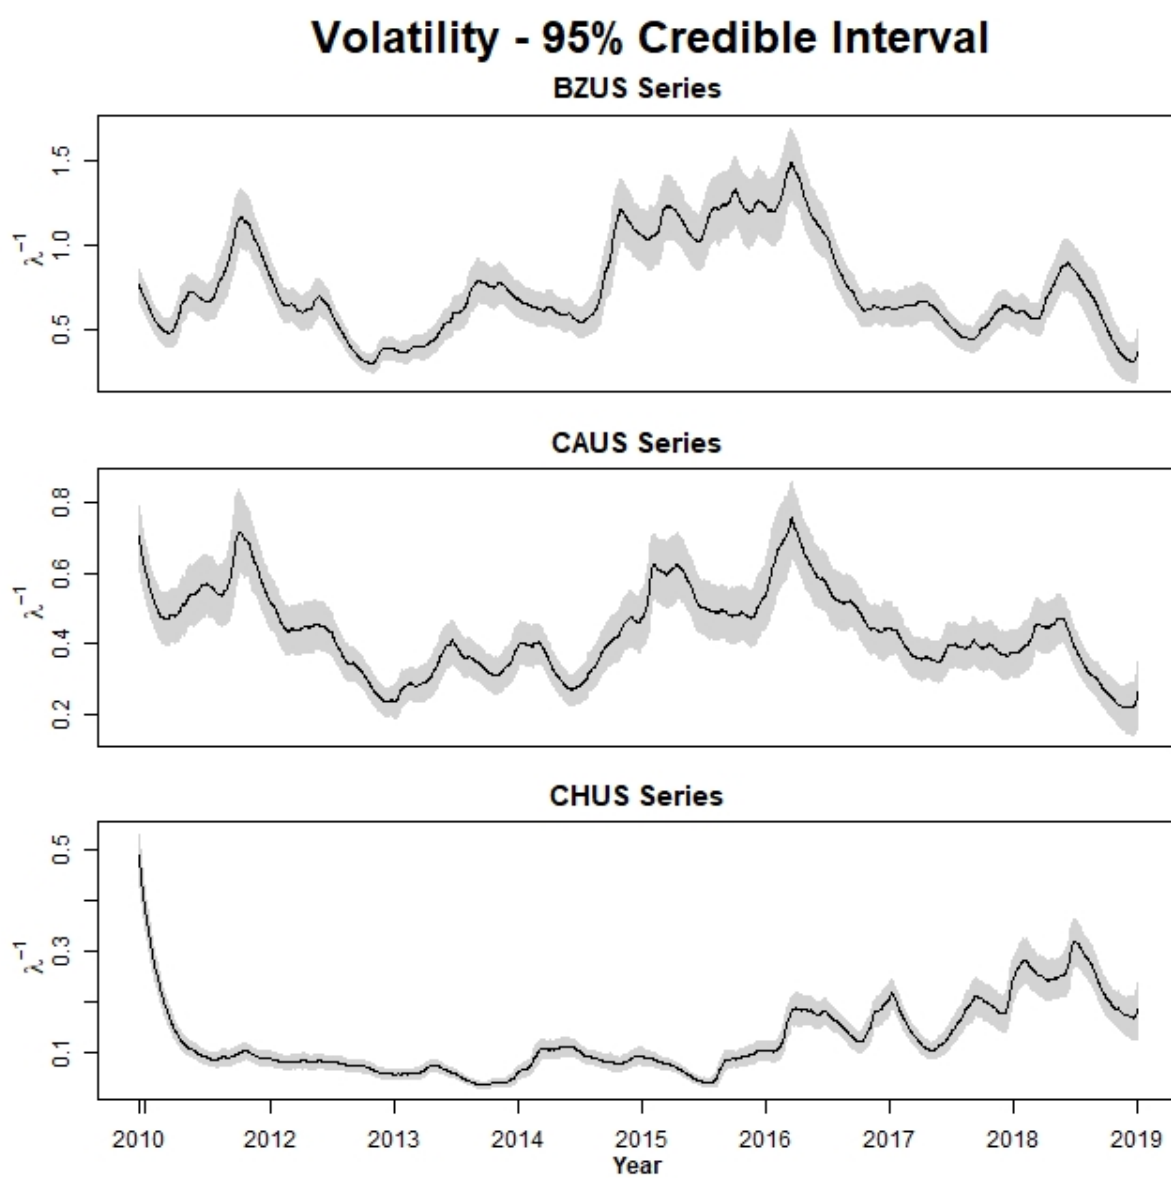 Volatility - 95% Credible Interval
BZUS Series
λ⁻¹
1.5
1.0
0.5
CAUS Series
λ⁻¹
0.8
0.6
0.4
0.2
CHUS Series
λ⁻¹
0.5
0.3
0.1
2010 2012 2013 2014 2015 2016 2017 2018 2019
Year